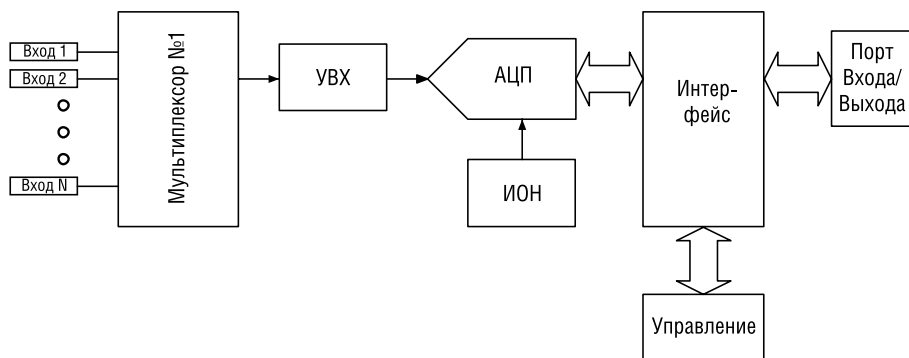 Вход 1
Вход 2
Вход N
Мультиплексор №1
УВХ
АЦП
ИОН
Интер-
фейс
Порт
Входа/
Выхода
Управление